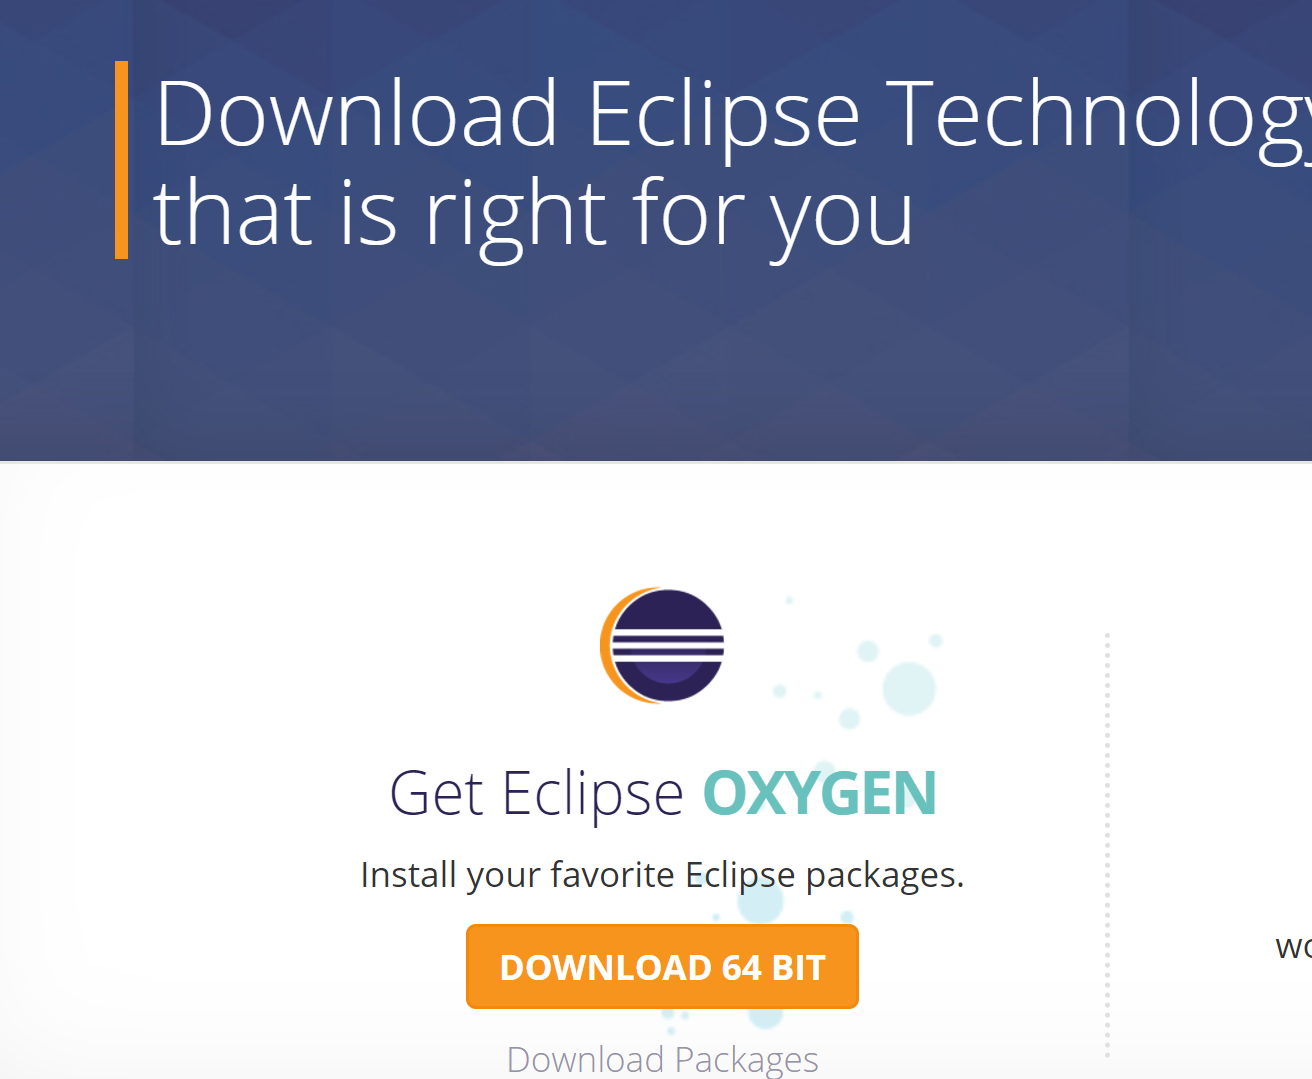 Download Eclipse Technology
that is right for you
Get Eclipse OXYGEN
Install your favorite Eclipse packages.
DOWNLOAD 64 BIT
Download Packages